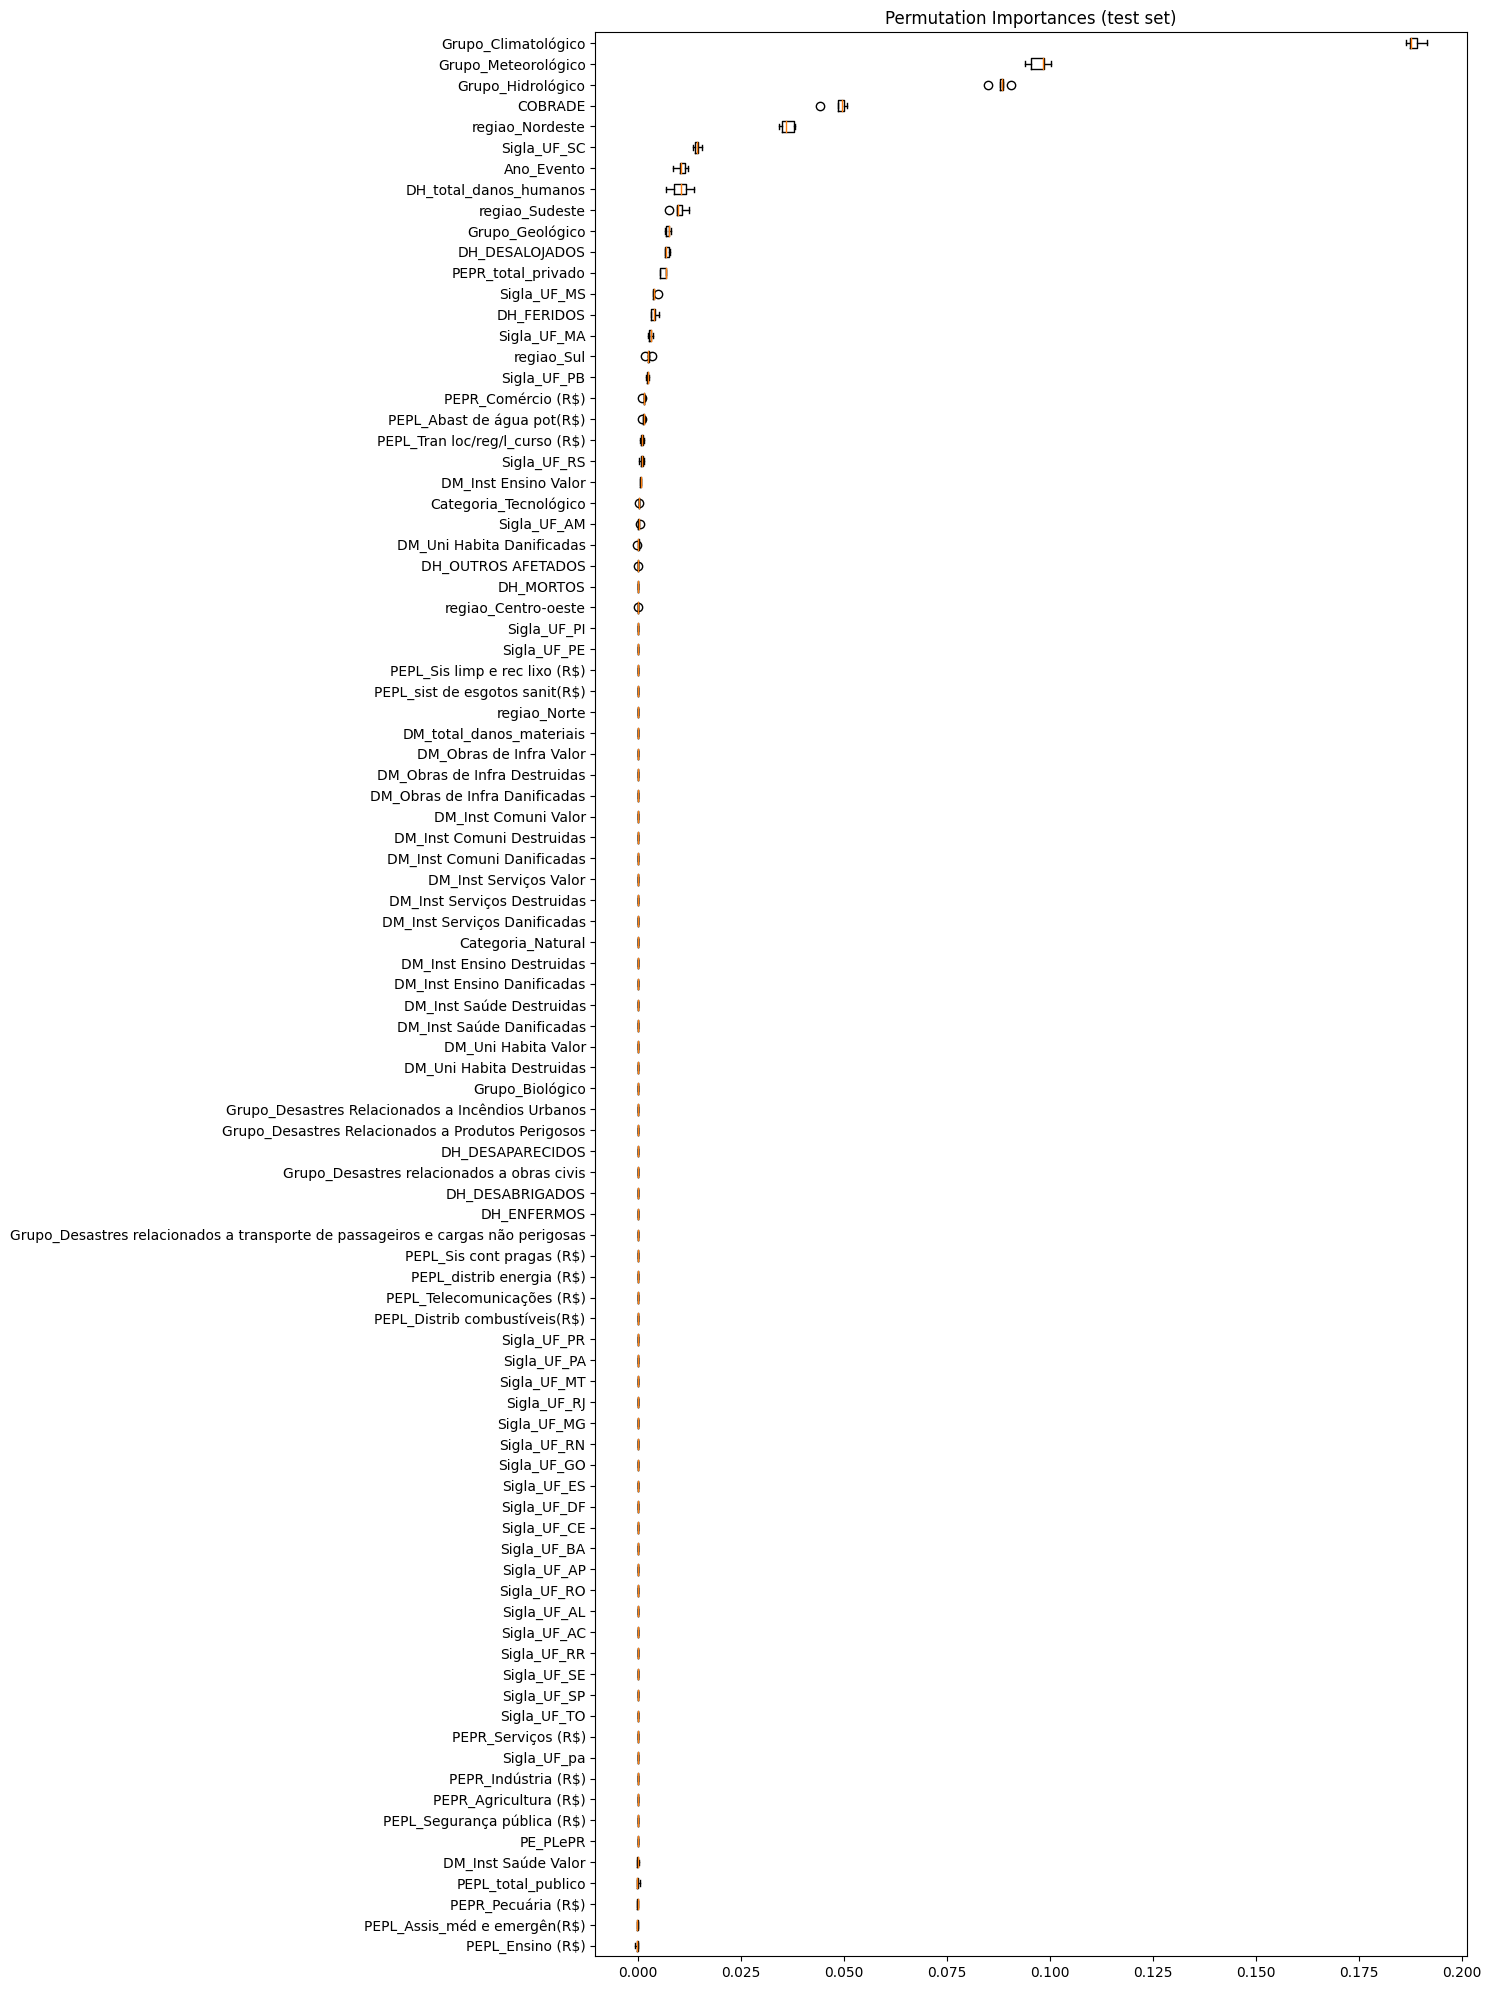 Permutation Importances (test set)
Grupo_Climatológico
Grupo_Meteorológico
Grupo_Hidrológico
COBRADE
regiao_Nordeste
Sigla_UF_SC
Ano_Evento
DH_total_danos_humanos
regiao_Sudeste
Grupo_Geológico
DH_DESALOJADOS
PEPR_total_privado
Sigla_UF_MS
DH_FERIDOS
Sigla_UF_MA
regiao_Sul
Sigla_UF_PB
PEPR_Comércio (R$)
PEPL_Abast de água pot(R$)
PEPL_Tran loc/reg/l_curso (R$)
Sigla_UF_RS
DM_Inst Ensino Valor
Categoria_Tecnológico
Sigla_UF_AM
DM_Uni Habita Danificadas
DH_OUTROS AFETADOS
DH_MORTOS
regiao_Centro-oeste
Sigla_UF_PI
Sigla_UF_PE
PEPL_Sis limp e rec lixo (R$)
PEPL_sist de esgotos sanit(R$)
regiao_Norte
DM_total_danos_materiais
DM_Obras de Infra Valor
DM_Obras de Infra Destruidas
DM_Obras de Infra Danificadas
DM_Inst Comuni Valor
DM_Inst Comuni Destruidas
DM_Inst Comuni Danificadas
DM_Inst Serviços Valor
DM_Inst Serviços Destruidas
DM_Inst Serviços Danificadas
Categoria_Natural
DM_Inst Ensino Destruidas
DM_Inst Ensino Danificadas
DM_Inst Saúde Destruidas
DM_Inst Saúde Danificadas
DM_Uni Habita Valor
DM_Uni Habita Destruidas
Grupo_Biológico
Grupo_Desastres Relacionados a Incêndios Urbanos
Grupo_Desastres Relacionados a Produtos Perigosos
DH_DESAPARECIDOS
Grupo_Desastres relacionados a obras civis
DH_DESABRIGADOS
DH_ENFERMOS
Grupo_Desastres relacionados a transporte de passageiros e cargas não perigosas
PEPL_Sis cont pragas (R$)
PEPL_distrib energia (R$)
PEPL_Telecomunicações (R$)
PEPL_Distrib combustíveis(R$)
Sigla_UF_PR
Sigla_UF_PA
Sigla_UF_MT
Sigla_UF_RJ
Sigla_UF_MG
Sigla_UF_RN
Sigla_UF_GO
Sigla_UF_ES
Sigla_UF_DF
Sigla_UF_CE
Sigla_UF_BA
Sigla_UF_AP
Sigla_UF_RO
Sigla_UF_AL
Sigla_UF_AC
Sigla_UF_RR
Sigla_UF_SE
Sigla_UF_SP
Sigla_UF_TO
PEPR_Serviços (R$)
Sigla_UF_pa
PEPR_Indústria (R$)
PEPR_Agricultura (R$)
PEPL_Segurança pública (R$)
PE_PLePR
DM_Inst Saúde Valor
PEPL_total_publico
PEPR_Pecuária (R$)
PEPL_Assis_méd e emergên(R$)
PEPL_Ensino (R$)
0.000 0.025 0.050 0.075 0.100 0.125 0.150 0.175 0.200